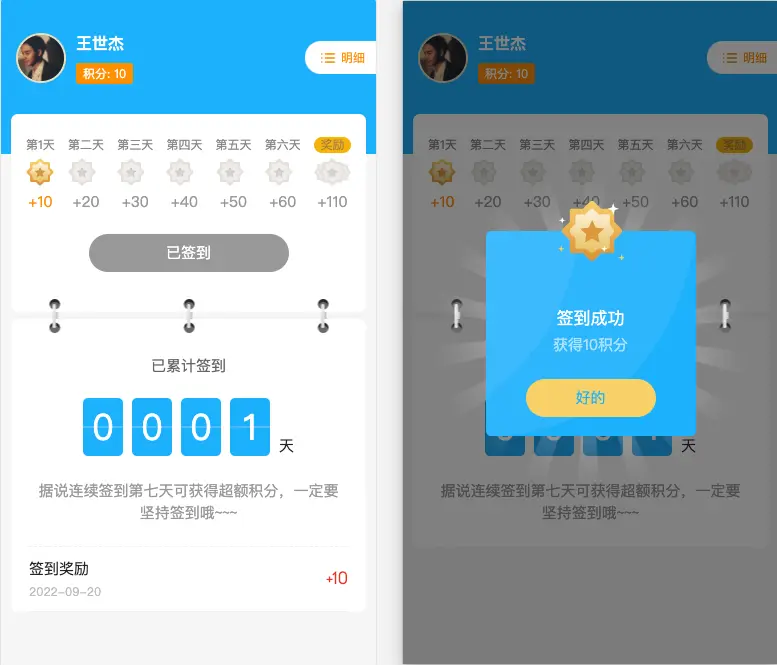 王世杰
积分: 10
明细
第1天 第二天 第三天 第四天 第五天 第六天 奖励
+10 +20 +30 +40 +50 +60 +110
已签到
已累计签到
0 0 0 1 天
据说连续签到第七天可获得超额积分，一定要
坚持签到哦~~~
签到奖励
2022-09-20
+10
王世杰
积分: 10
明细
第1天 第二天 第三天 第四天 第五天 第六天 奖励
+10 +20 +30 +40 +50 +60 +110
签到成功
获得10积分
好的
天
据说连续签到第七天可获得超额积分，一定要
坚持签到哦~~~